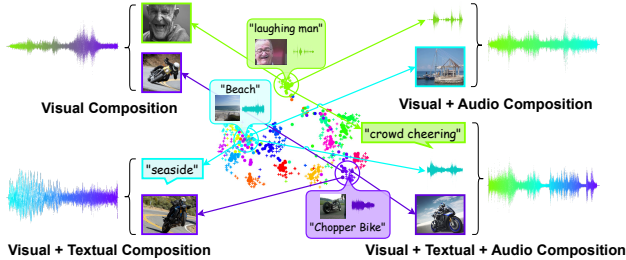 "laughing man"
"Beach"
Visual Composition
Visual + Audio Composition
"crowd cheering"
"seaside"
"Chopper Bike"
Visual + Textual Composition
Visual + Textual + Audio Composition